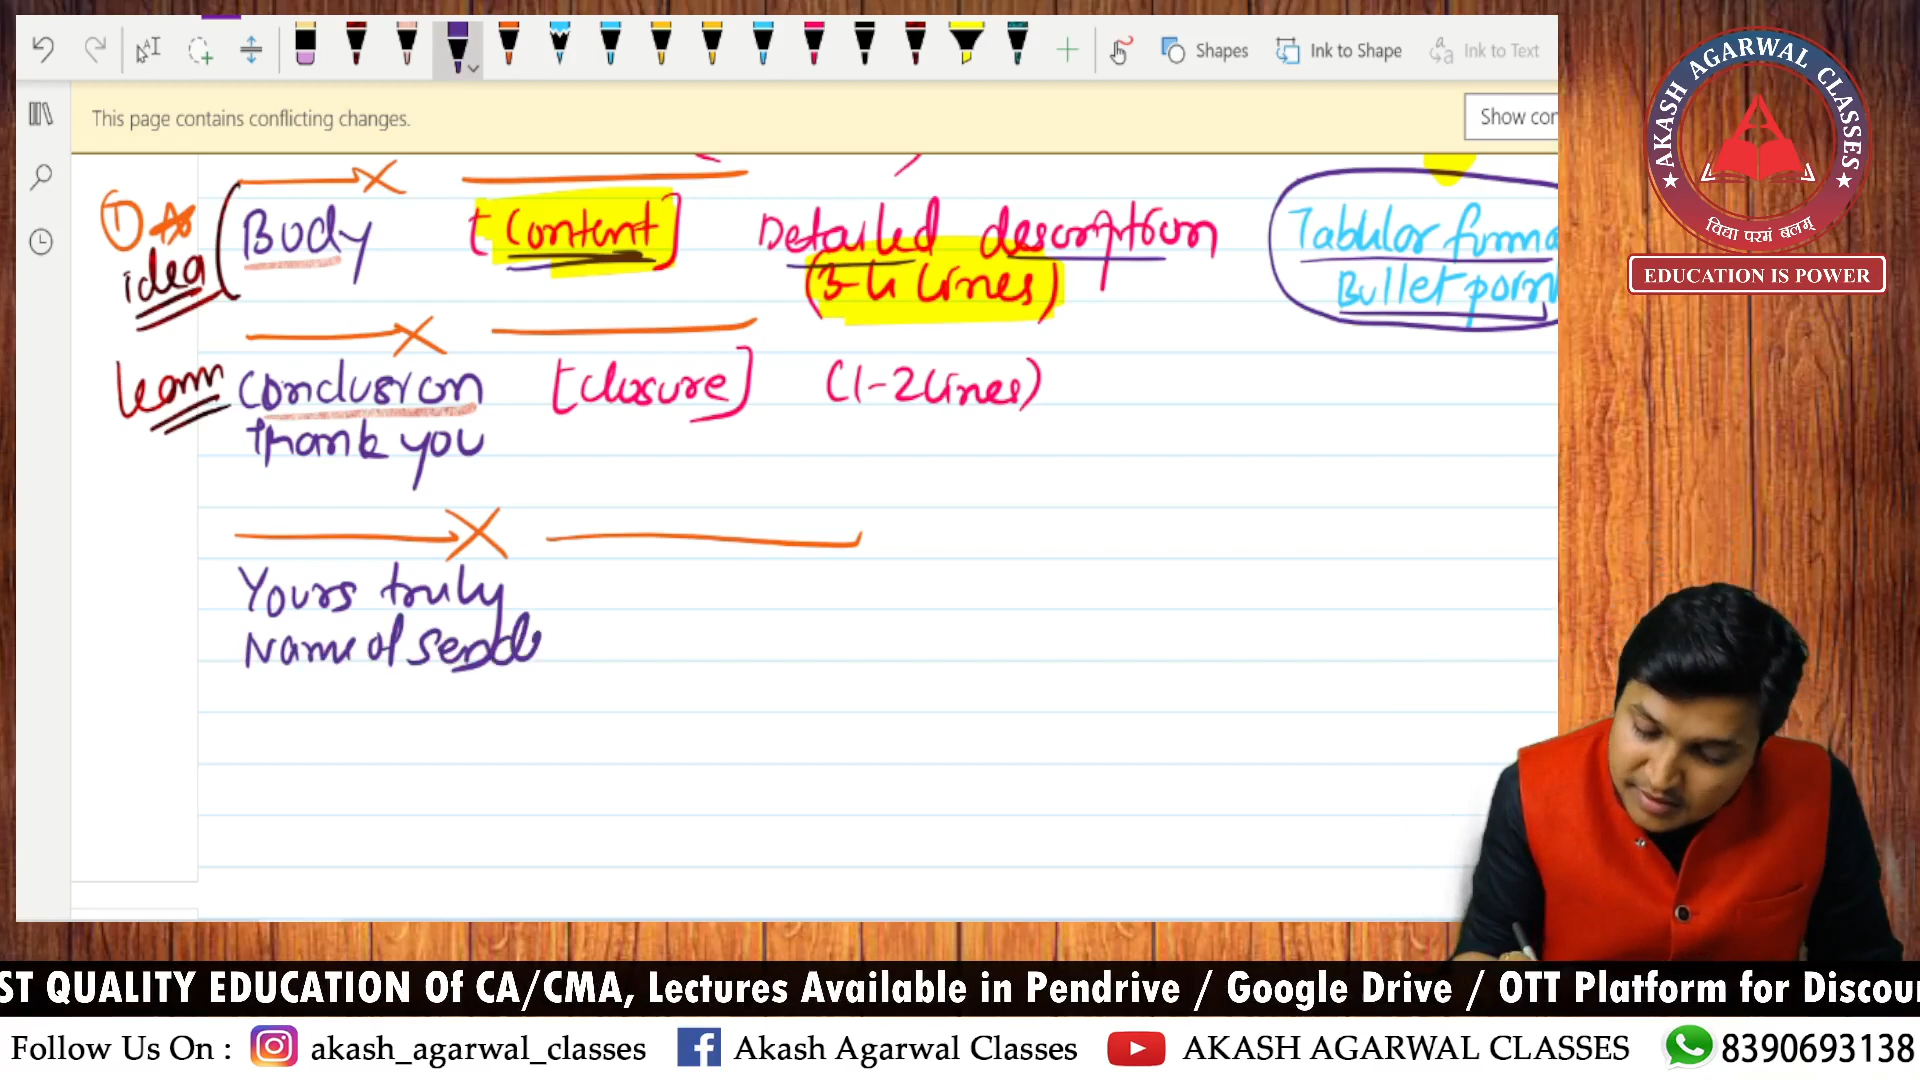 Shapes
Ink to Shape
Ink to Text
This page contains conflicting changes.
Show con
AKASH AGARWAL CLASSES
विद्या परमं बलम्
EDUCATION IS POWER
①
idea
Body [Content] Detailed description
(3-4 lines)
Tabular forma
Bullet poin
learn
Conclusion [closure] (1-2 lines)
Thank you
Yours truly
Name of Sende
ST QUALITY EDUCATION Of CA/CMA, Lectures Available in Pendrive / Google Drive / OTT Platform for Discou
Follow Us On : akash_agarwal_classes Akash Agarwal Classes AKASH AGARWAL CLASSES 8390693138